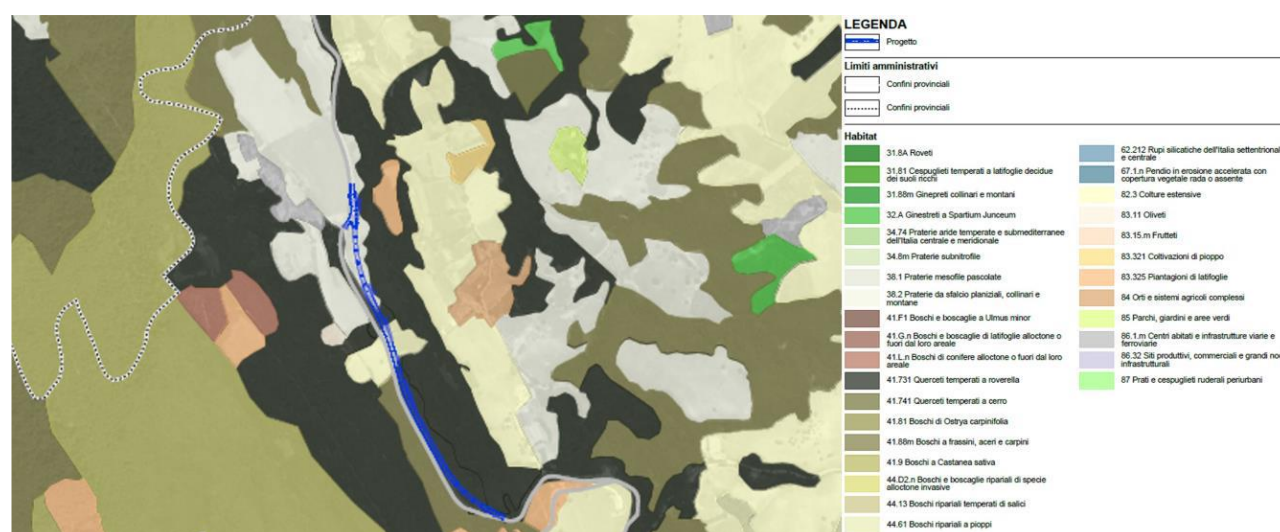 LEGENDA
Progetto
Limiti amministrativi
Confini provinciali
Confini provinciali
Habitat
31.8A Roveti
31.81 Cespuglieti temperati a latifoglie decidue
dei suoli ricchi
31.88m Ginepreti collinari e montani
32.A Ginestreti a Spartium Junceum
34.74 Praterie aride temperate e submediterranee
dell'Italia centrale e meridionale
34.8m Praterie subnitrofile
38.1 Praterie mesofile pascolate
38.2 Praterie da sfalcio planiziali, collinari e
montane
41.F1 Boschi e boscaglie a Ulmus minor
41.G.n Boschi e boscaglie di latifoglie alloctone o
fuori dal loro areale
41.L.n Boschi di conifere alloctone o fuori dal loro
areale
41.731 Querceti temperati a roverella
41.741 Querceti temperati a cerro
41.81 Boschi di Ostrya carpinifolia
41.88m Boschi a frassini, aceri e carpini
41.9 Boschi a Castanea sativa
44.D2.n Boschi e boscaglie ripariali di specie
alloctone invasive
44.13 Boschi ripariali temperati di salici
44.61 Boschi ripariali a pioppi
62.212 Rupi silicatiche dell'Italia settentrional
e centrale
67.1.n Pendio in erosione accelerata con
copertura vegetale rada o assente
82.3 Colture estensive
83.11 Oliveti
83.15.m Frutteti
83.321 Coltivazioni di pioppo
83.325 Piantagioni di latifoglie
84 Orti e sistemi agricoli complessi
85 Parchi, giardini e aree verdi
86.1.m Centri abitati e infrastrutture viarie e
ferroviarie
86.32 Siti produttivi, commerciali e grandi no
infrastrutturali
87 Prati e cespuglieti ruderali periurbani